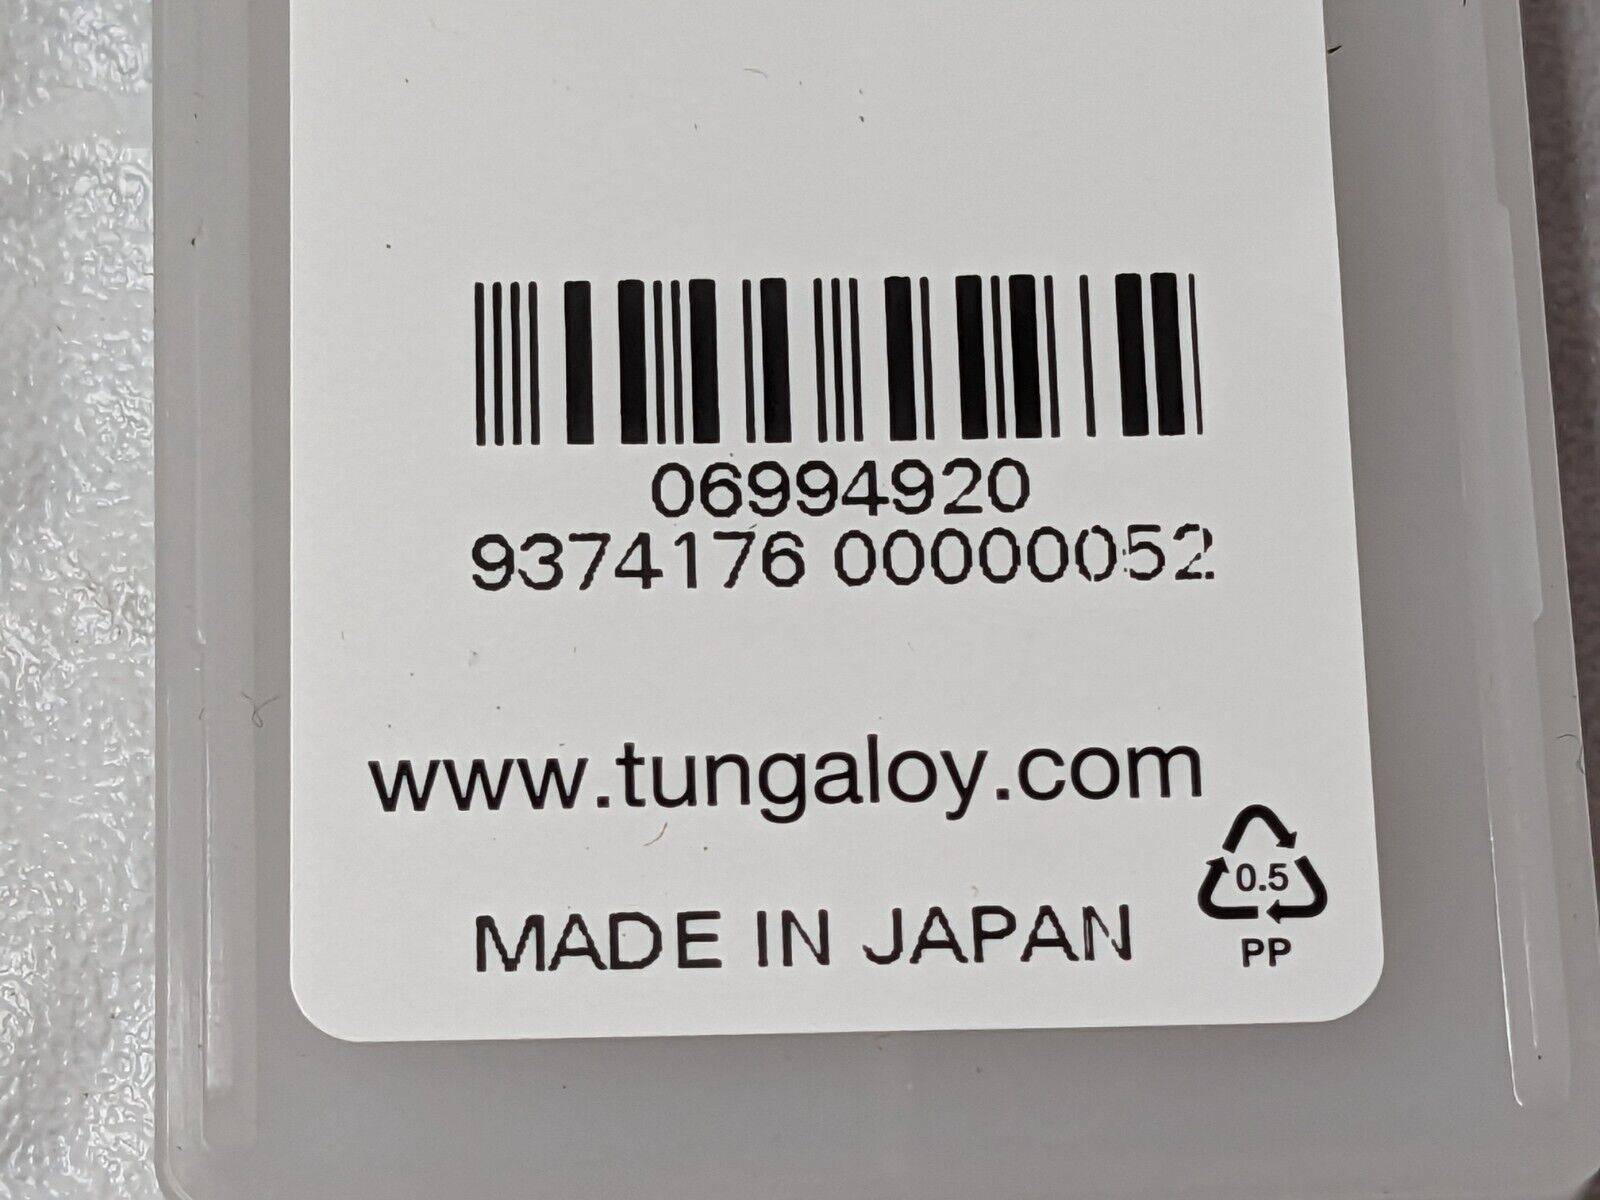 06994920
9374176 00000052
www.tungaloy.com
0.5
PP
MADE IN JAPAN